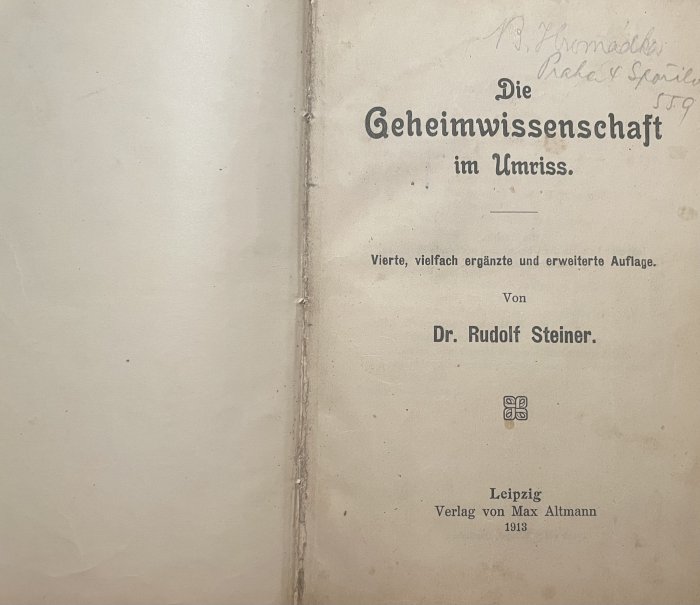 B. Hromádka
Praha
559
Die
Geheimwissenschaft
im Umriss.
Vierte, vielfach ergänzte und erweiterte Auflage.
Von
Dr. Rudolf Steiner.
Leipzig
Verlag von Max Altmann
1913